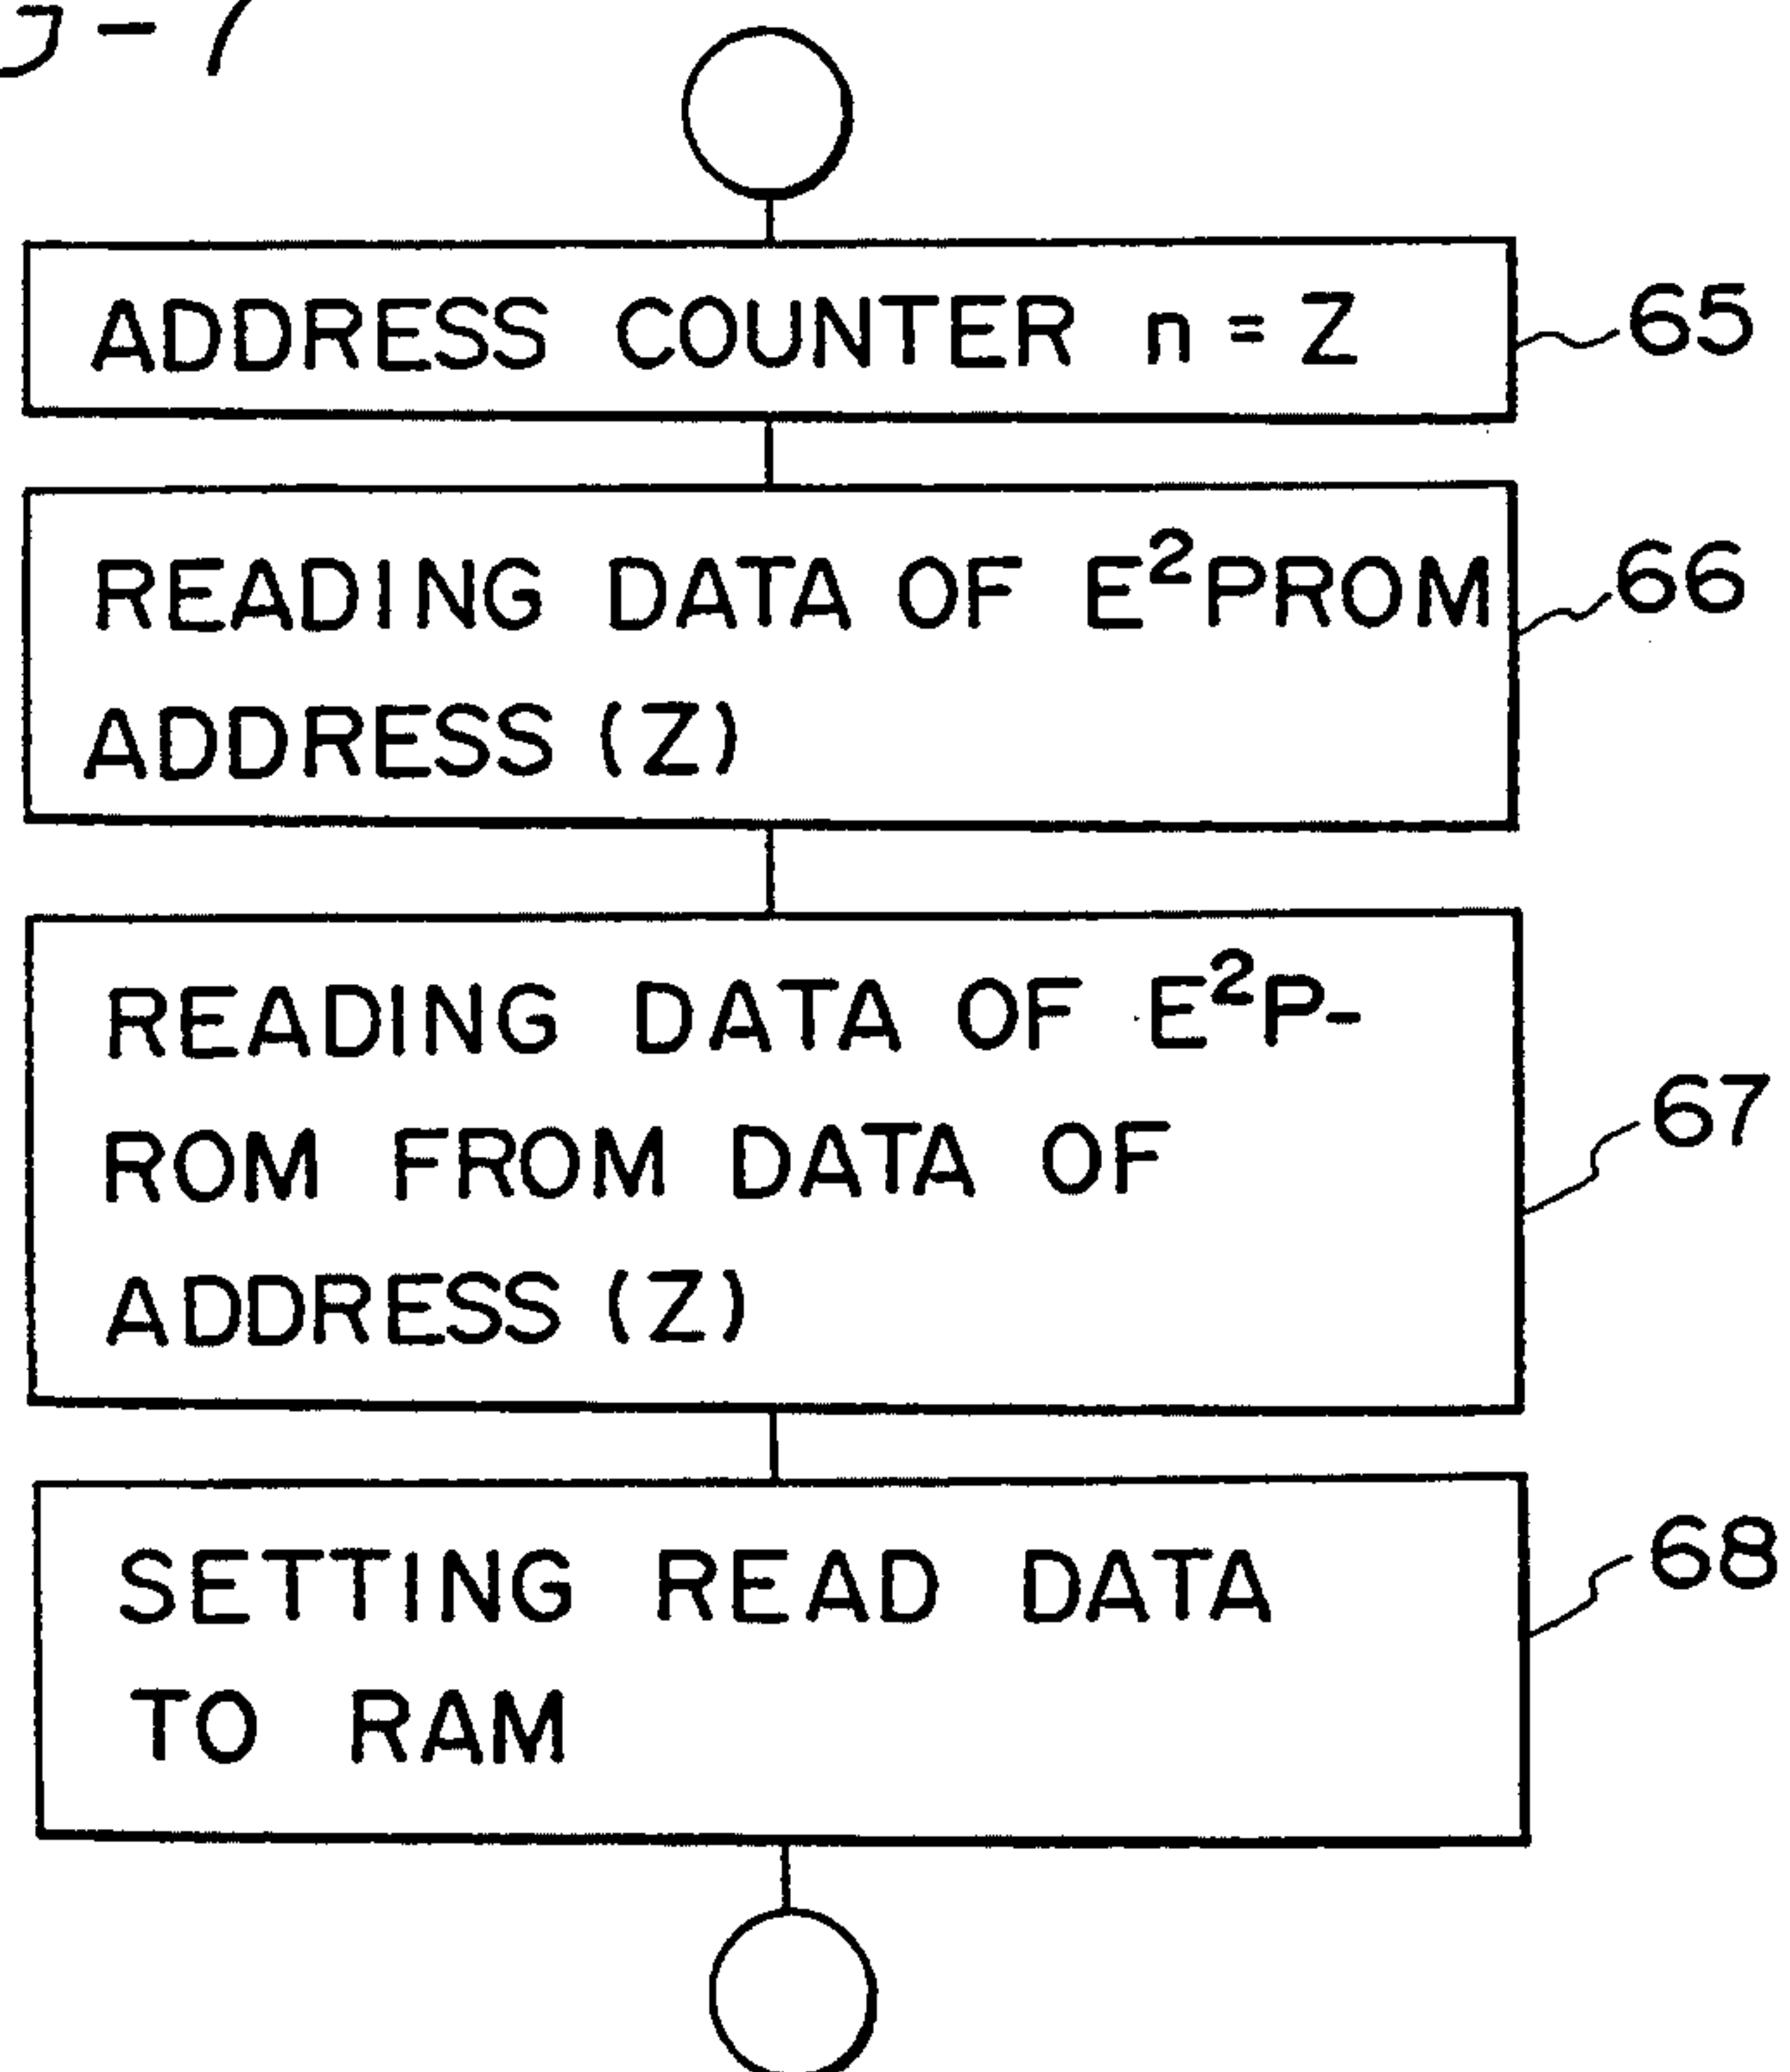 ADDRESS COUNTER n = Z
65
READING DATA OF E²PROM
66
ADDRESS (Z)
READING DATA OF E²P-
ROM FROM DATA OF
67
ADDRESS (Z)
SETTING READ DATA
68
TO RAM